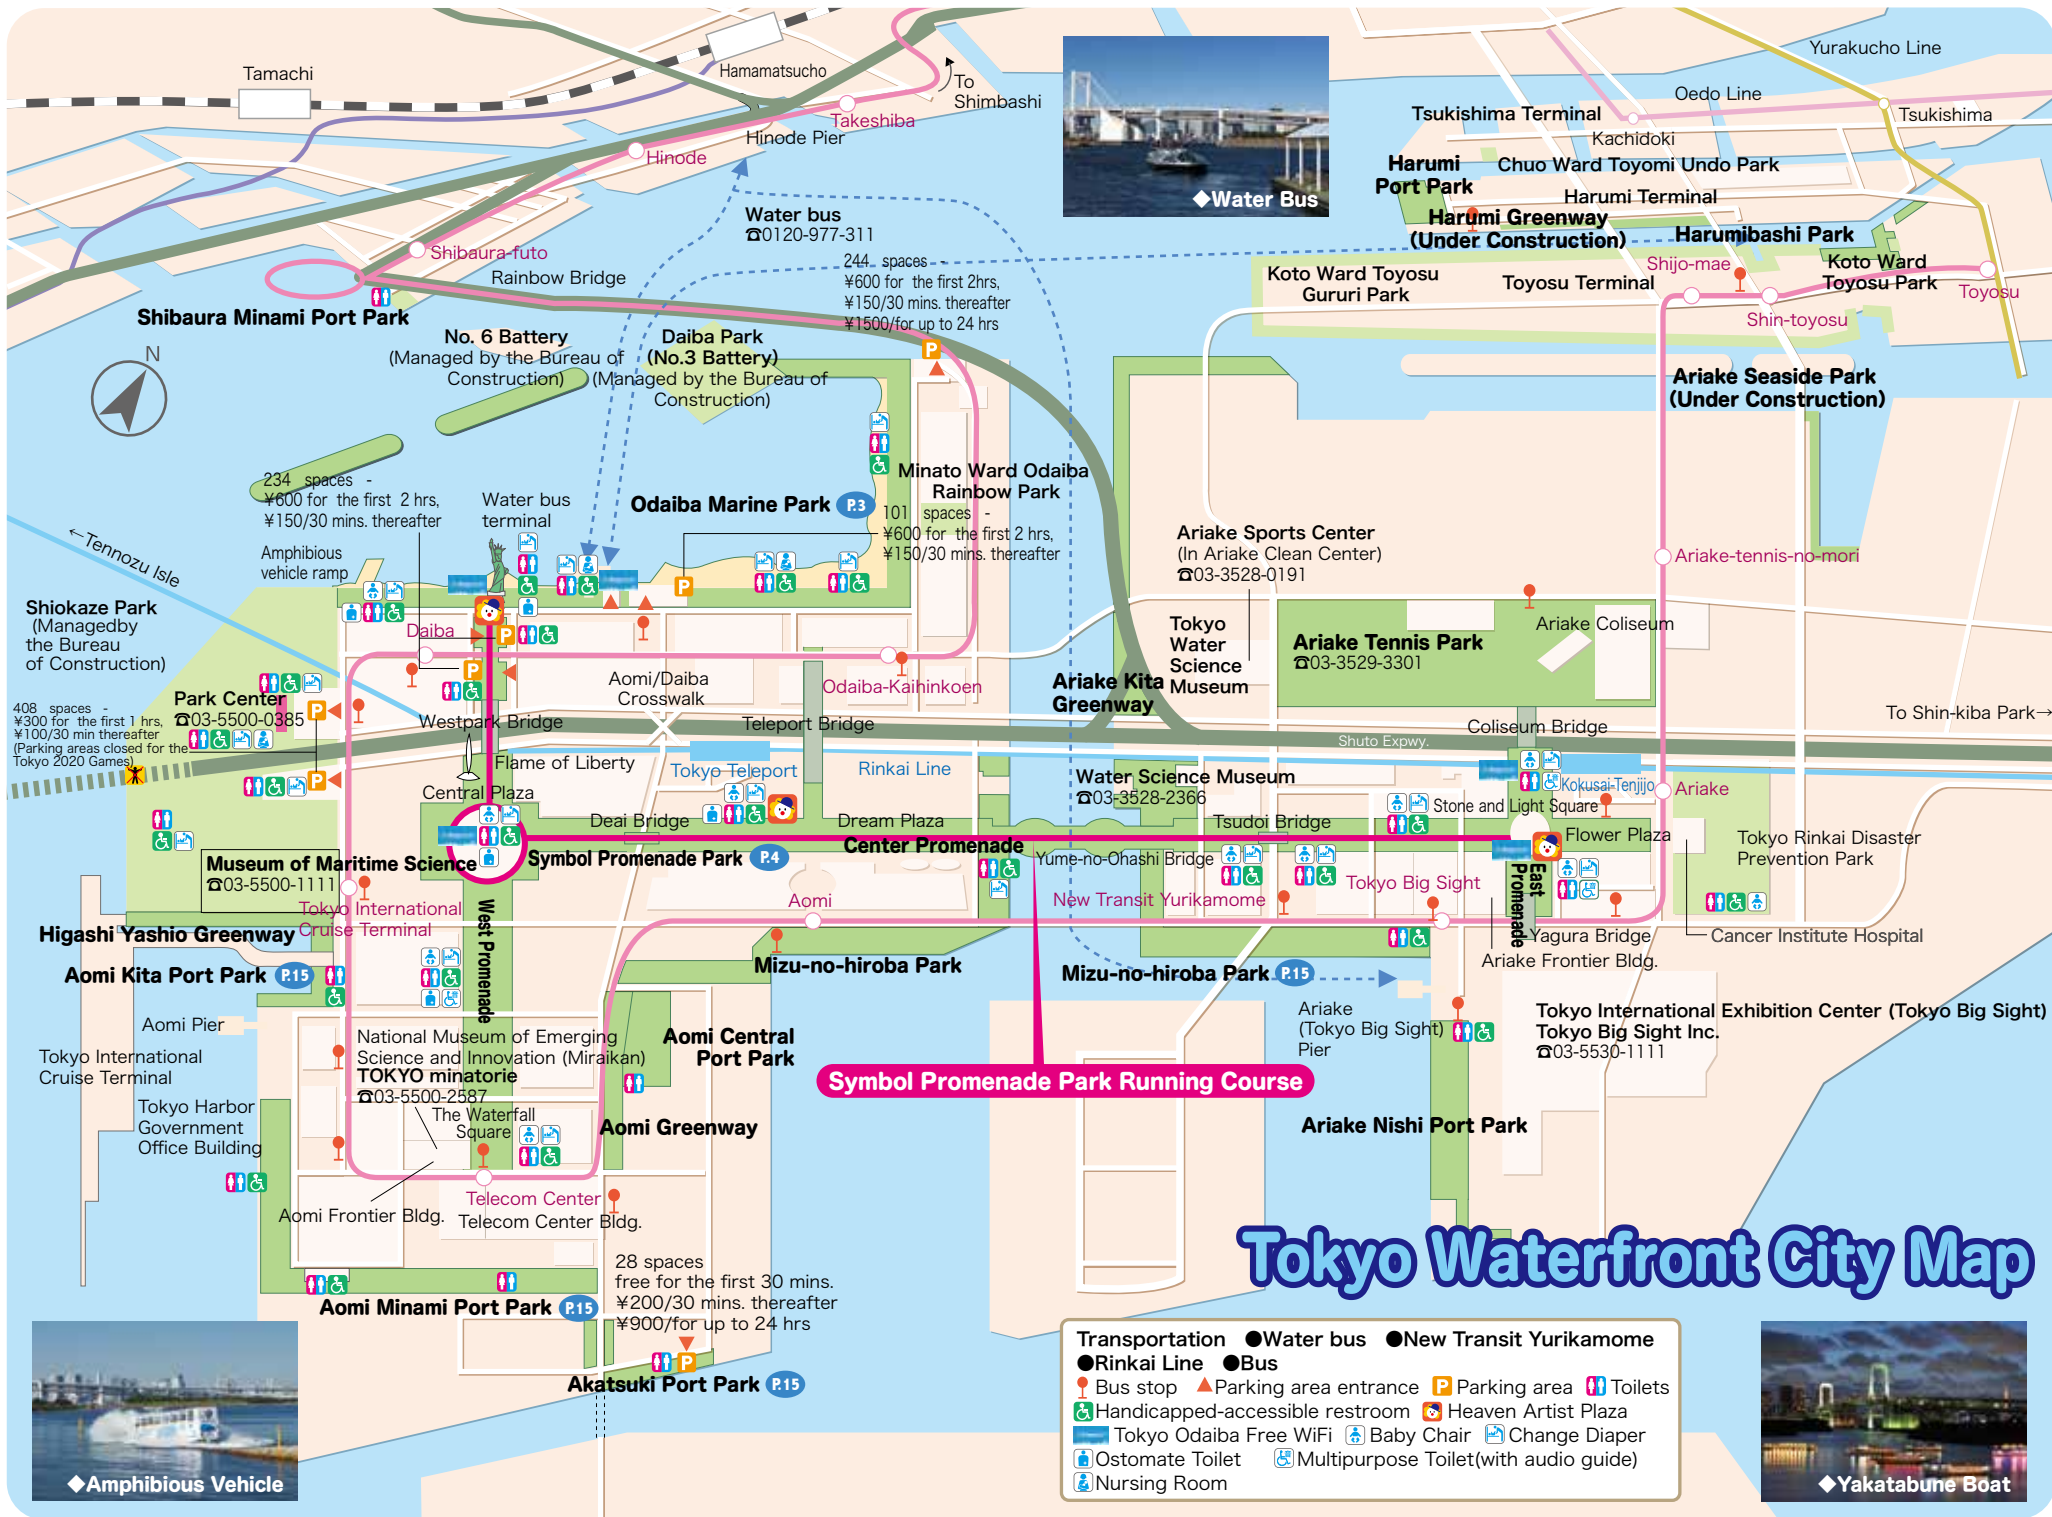 Tamachi
Hamamatsucho
To
Shimbashi
Takeshiba
Hinode Pier
Hinode
Shibaura-futo
Rainbow Bridge
Shibaura Minami Port Park
N
◆Water Bus
Water bus
☎0120-977-311
244 spaces -
¥600 for the first 2hrs,
¥150/30 mins. thereafter
¥1500/for up to 24 hrs
P
Yurakucho Line
Oedo Line
Tsukishima Terminal
Tsukishima
Kachidoki
Harumi
Port Park
Chuo Ward Toyomi Undo Park
Harumi Terminal
Harumi Greenway
(Under Construction)
Harumibashi Park
Shijo-mae
Koto Ward Toyosu
Gururi Park
Toyosu Terminal
Koto Ward
Toyosu Park
Toyosu
Shin-toyosu
Ariake Seaside Park
(Under Construction)
No. 6 Battery
(Managed by the Bureau of
Construction)
Daiba Park
(No.3 Battery)
(Managed by the Bureau of
Construction)
234 spaces -
¥600 for the first 2 hrs,
¥150/30 mins. thereafter
Water bus
terminal
Odaiba Marine Park P.3
Minato Ward Odaiba
Rainbow Park
101 spaces -
¥600 for the first 2 hrs,
¥150/30 mins. thereafter
P
←Tennozu Isle
Amphibious
vehicle ramp
Shiokaze Park
(Managedby
the Bureau
of Construction)
Daiba
P
P
Park Center
☎03-5500-0385
P
408 spaces -
¥300 for the first 1 hrs,
¥100/30 min thereafter
(Parking areas closed for the
Tokyo 2020 Games)
P
Aomi/Daiba
Crosswalk
Odaiba-Kaihinkoen
Westpark Bridge
Teleport Bridge
Flame of Liberty
Tokyo Teleport
Rinkai Line
Central Plaza
Deai Bridge
Dream Plaza
Center Promenade
Symbol Promenade Park P.4
Ariake Sports Center
(In Ariake Clean Center)
☎03-3528-0191
Tokyo
Water
Science
Museum
Ariake Kita
Greenway
Ariake Tennis Park
☎03-3529-3301
Ariake Coliseum
Ariake-tennis-no-mori
To Shin-kiba Park→
Coliseum Bridge
Shuto Expwy.
Water Science Museum
☎03-3528-2366
Kokusai-Tenjijo
Ariake
Stone and Light Square
Tsudoi Bridge
Flower Plaza
Tokyo Rinkai Disaster
Prevention Park
Yume-no-Ohashi Bridge
East
Promenade
Tokyo Big Sight
New Transit Yurikamome
Yagura Bridge
Cancer Institute Hospital
Ariake Frontier Bldg.
Museum of Maritime Science
☎03-5500-1111
Tokyo International
Cruise Terminal
West Promenade
Aomi
Higashi Yashio Greenway
Aomi Kita Port Park P.15
Mizu-no-hiroba Park
Mizu-no-hiroba Park P.15
Aomi Pier
Tokyo International
Cruise Terminal
Tokyo Harbor
Government
Office Building
National Museum of Emerging
Science and Innovation (Miraikan)
TOKYO minatorie
☎03-5500-2587
The Waterfall
Square
Aomi Central
Port Park
Aomi Greenway
Symbol Promenade Park Running Course
Ariake
(Tokyo Big Sight)
Pier
Tokyo International Exhibition Center (Tokyo Big Sight)
Tokyo Big Sight Inc.
☎03-5530-1111
Ariake Nishi Port Park
Telecom Center
Telecom Center Bldg.
Aomi Frontier Bldg.
28 spaces
free for the first 30 mins.
¥200/30 mins. thereafter
¥900/for up to 24 hrs
Aomi Minami Port Park P.15
P
Akatsuki Port Park P.15
Tokyo Waterfront City Map
Transportation ●Water bus ●New Transit Yurikamome
●Rinkai Line ●Bus
Bus stop Parking area entrance P Parking area Toilets
Handicapped-accessible restroom Heaven Artist Plaza
Tokyo Odaiba Free WiFi Baby Chair Change Diaper
Ostomate Toilet Multipurpose Toilet(with audio guide)
Nursing Room
◆Amphibious Vehicle
◆Yakatabune Boat